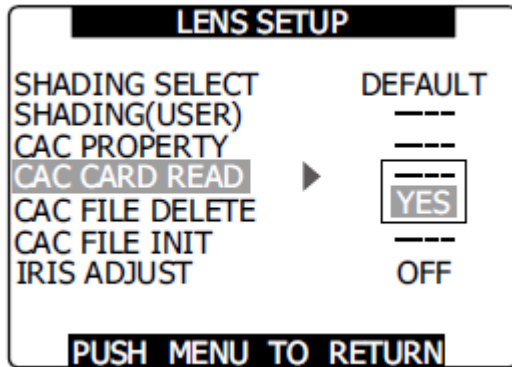 LENS SETUP
SHADING SELECT DEFAULT
SHADING(USER) ----
CAC PROPERTY ----
CAC CARD READ ▶ ----
YES
CAC FILE DELETE
CAC FILE INIT ----
IRIS ADJUST OFF
PUSH MENU TO RETURN